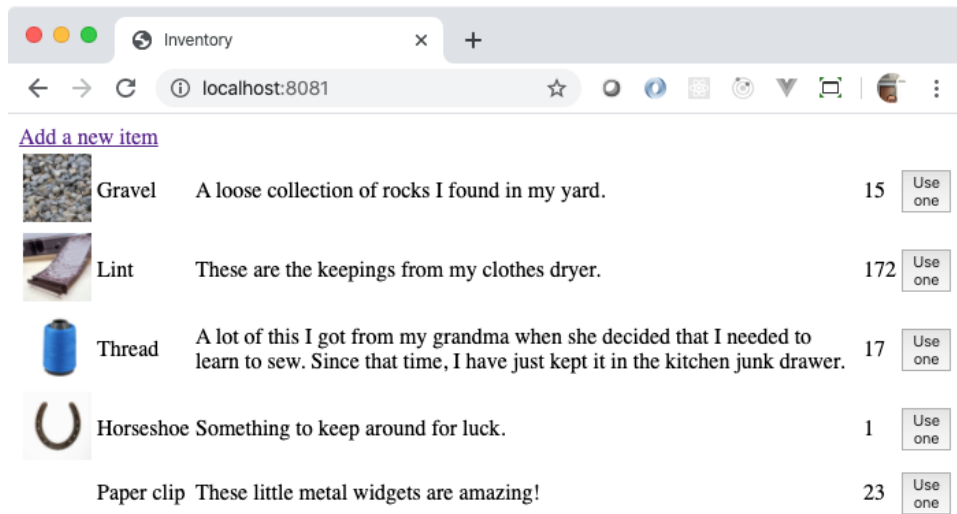 Inventory
localhost:8081
Add a new item
Gravel A loose collection of rocks I found in my yard. 15 Use one
Lint These are the keepings from my clothes dryer. 172 Use one
Thread A lot of this I got from my grandma when she decided that I needed to
learn to sew. Since that time, I have just kept it in the kitchen junk drawer. 17 Use one
Horseshoe Something to keep around for luck. 1 Use one
Paper clip These little metal widgets are amazing! 23 Use one